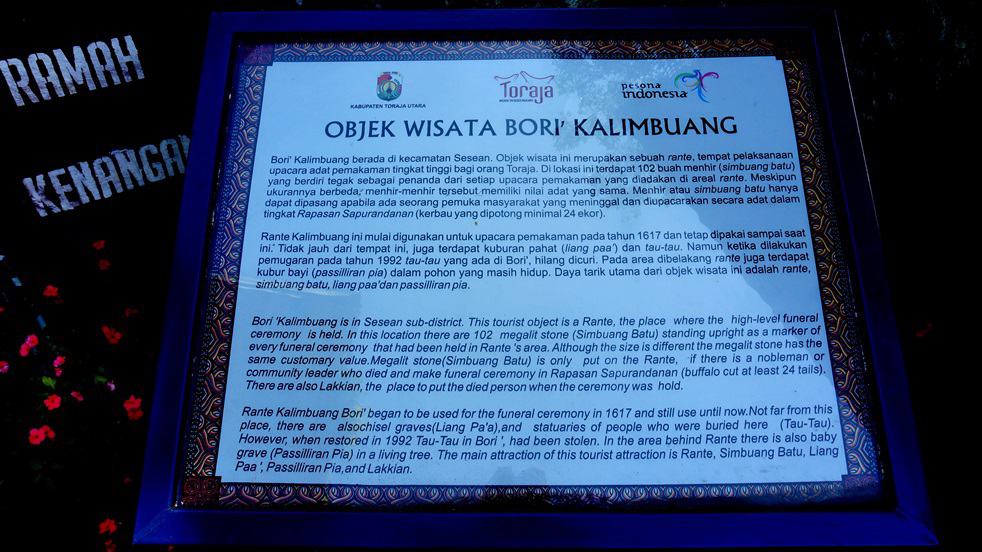 RAMAH
KENANGAN
KABUPATEN TORAJA UTARA
Toraja
pesona
indonesia
OBJEK WISATA BORI' KALIMBUANG
Bori' Kalimbuang berada di kecamatan Sesean. Objek wisata ini merupakan sebuah rante, tempat pelaksanaan
upacara adat pemakaman tingkat tinggi bagi orang Toraja. Di lokasi ini terdapat 102 buah menhir (simbuang batu)
yang berdiri tegak sebagai penanda dari setiap upacara pemakaman yang diadakan di areal rante. Meskipun
ukurannya berbeda, menhir-menhir tersebut memiliki nilai adat yang sama. Menhir atau simbuang batu hanya
dapat dipasang apabila ada seorang pemuka masyarakat yang meninggal dan diupacarakan secara adat dalam
tingkat Rapasan Sapurandanan (kerbau yang dipotong minimal 24 ekor).
Rante Kalimbuang ini mulai digunakan untuk upacara pemakaman pada tahun 1617 dan tetap dipakai sampai saat
ini. Tidak jauh dari tempat ini, juga terdapat kuburan pahat (liang paa') dan tau-tau. Namun ketika dilakukan
pemugaran pada tahun 1992 tau-tau yang ada di Bori', hilang dicuri. Pada area dibelakang rante juga terdapat
kubur bayi (passilliran pia) dalam pohon yang masih hidup. Daya tarik utama dari objek wisata ini adalah rante,
simbuang batu, liang paa'dan passilliran pia.
Bori 'Kalimbuang is in Sesean sub-district. This tourist object is a Rante, the place where the high-level funeral
ceremony is held. In this location there are 102 megalit stone (Simbuang Batu) standing upright as a marker of
every funeral ceremony that had been held in Rante 's area. Although the size is different the megalit stone has the
same customary value.Megalit stone(Simbuang Batu) is only put on the Rante, if there is a nobleman or
community leader who died and make funeral ceremony in Rapasan Sapurandanan (buffalo cut at least 24 tails).
There are also Lakkian, the place to put the died person when the ceremony was hold.
Rante Kalimbuang Bori' began to be used for the funeral ceremony in 1617 and still use until now.Not far from this
place, there are alsochisel graves(Liang Pa'a),and statuaries of people who were buried here (Tau-Tau).
However, when restored in 1992 Tau-Tau in Bori ', had been stolen. In the area behind Rante there is also baby
grave (Passilliran Pia) in a living tree. The main attraction of this tourist attraction is Rante, Simbuang Batu, Liang
Paa ', Passilliran Pia,and Lakkian.